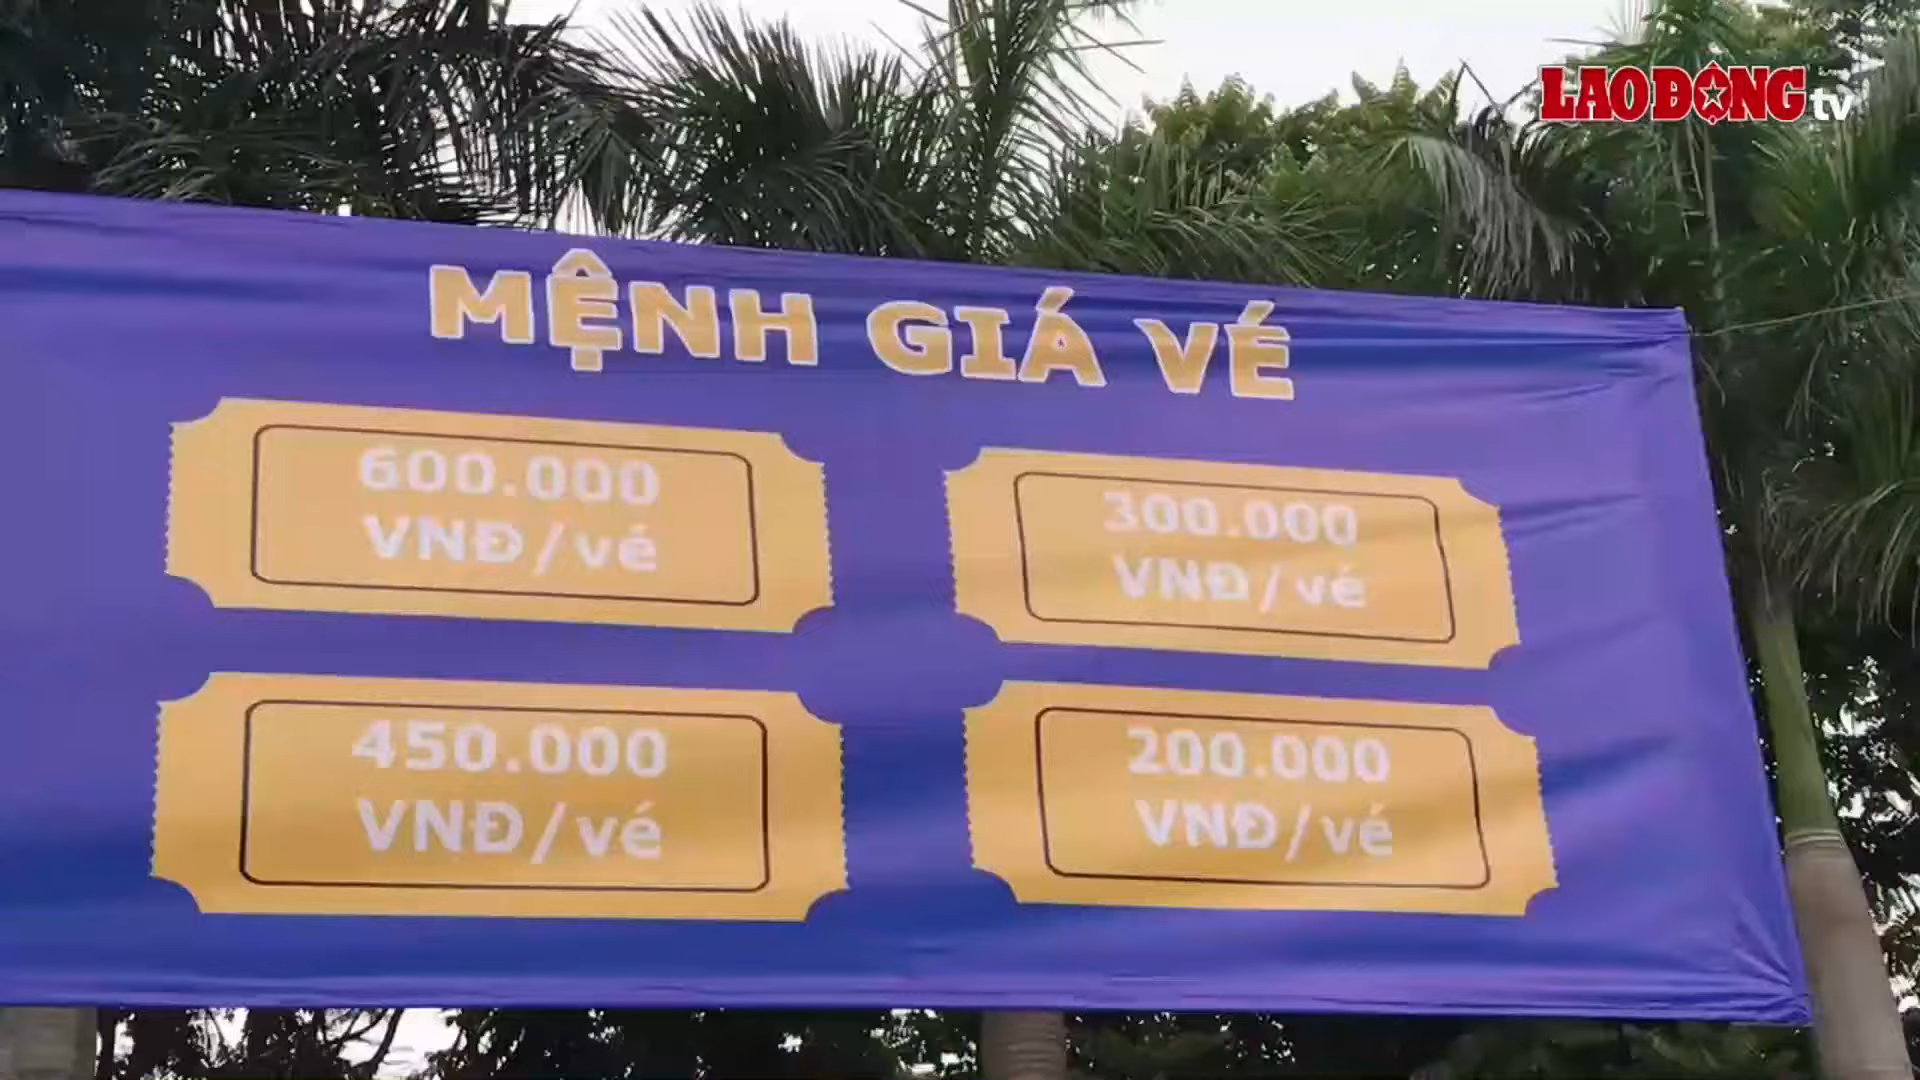 LAO ĐỘNG tv
MỆNH GIÁ VÉ
600.000
VNĐ/vé
300.000
VNĐ/vé
450.000
VNĐ/vé
200.000
VNĐ/vé